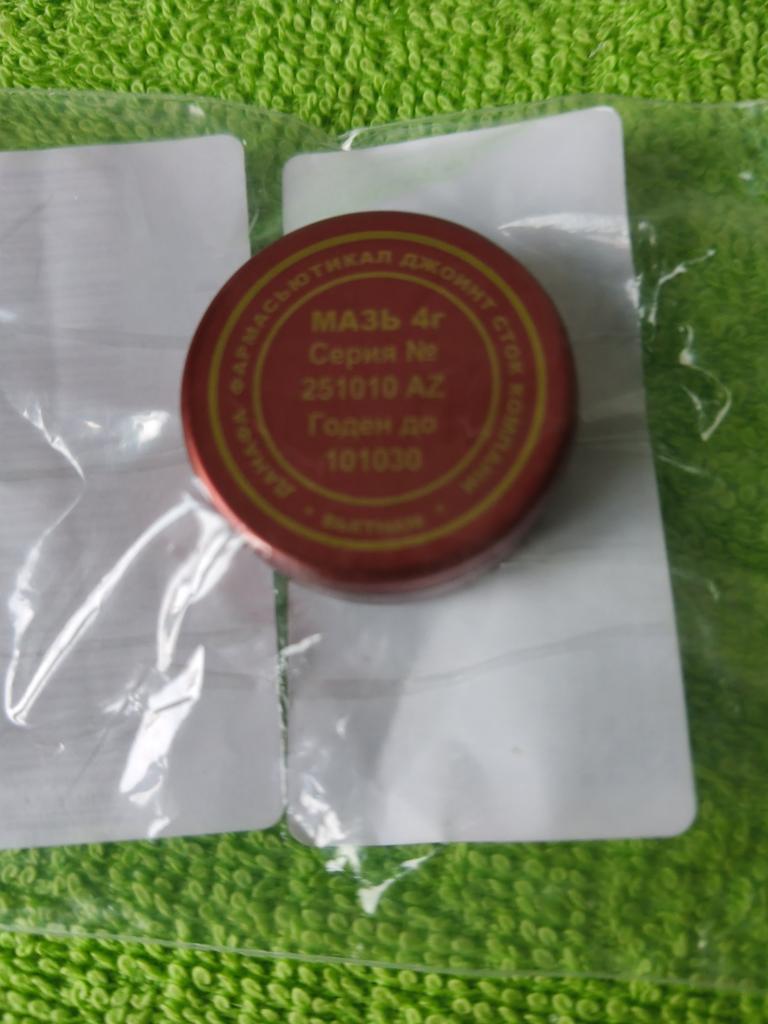 ДАНАФА ФАРМАСЬЮТИКАЛ ДЖОИНТ СТОК КОМПАНИ
МАЗЬ 4г
Серия №
251010 AZ
Годен до
101030
• ВЬЕТНАМ •